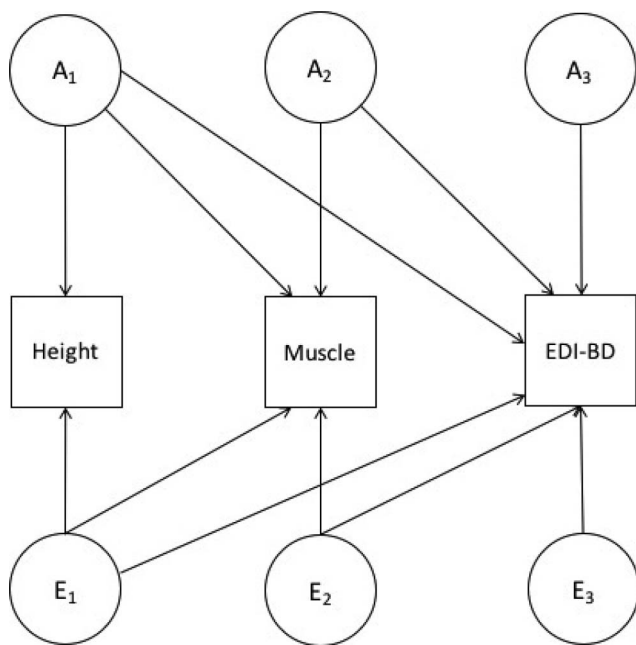 A₁ A₂ A₃
Height Muscle EDI-BD
E₁ E₂ E₃